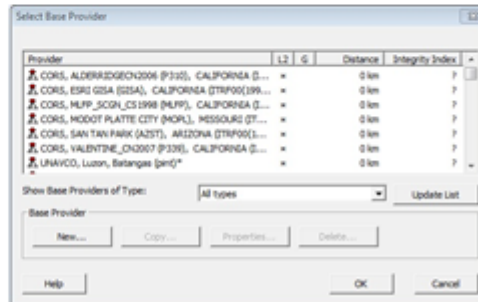 Select Base Provider
Provider L2 G Distance Integrity Index
CORS, ALDERRIDGECN2006 (P310), CALIFORNIA (I... * 0 km ?
CORS, ESRI GISA (GISA), CALIFORNIA (ITRF00(199... * 0 km ?
CORS, MLFP_SCGN_CS1998 (MLFP), CALIFORNIA (... * 0 km ?
CORS, MODOT PLATTE CITY (MOPL), MISSOURI (IT... * 0 km ?
CORS, SAN TAN PARK (AZST), ARIZONA (ITRF00(1... * 0 km ?
CORS, VALENTINE_CN2007 (P339), CALIFORNIA (I... * 0 km ?
UNAVCO, Luzon, Batangas (pint)* * 0 km ?
Show Base Providers of Type: All types Update List
Base Provider
New... Copy... Properties... Delete...
Help OK Cancel